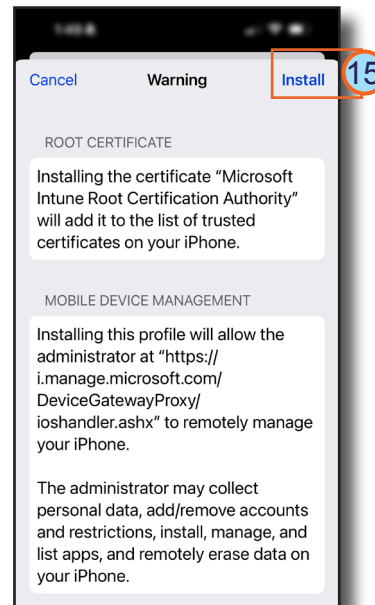 Cancel Warning Install 15
ROOT CERTIFICATE
Installing the certificate “Microsoft
Intune Root Certification Authority”
will add it to the list of trusted
certificates on your iPhone.
MOBILE DEVICE MANAGEMENT
Installing this profile will allow the
administrator at “https://
i.manage.microsoft.com/
DeviceGatewayProxy/
ioshandler.ashx” to remotely manage
your iPhone.
The administrator may collect
personal data, add/remove accounts
and restrictions, install, manage, and
list apps, and remotely erase data on
your iPhone.